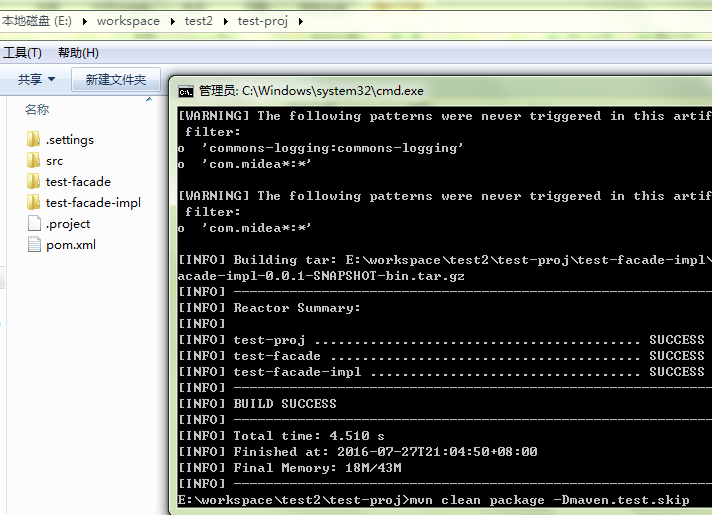 本地磁盘 (E:) ▸ workspace ▸ test2 ▸ test-proj ▸
工具(T) 帮助(H)
共享 ▼ 新建文件夹
名称
.settings
src
test-facade
test-facade-impl
.project
pom.xml
管理员: C:\Windows\system32\cmd.exe
[WARNING] The following patterns were never triggered in this artif
filter:
o 'commons-logging:commons-logging'
o 'com.midea*:*'
[WARNING] The following patterns were never triggered in this artif
filter:
o 'com.midea*:*'
[INFO] Building tar: E:\workspace\test2\test-proj\test-facade-impl\
acade-impl-0.0.1-SNAPSHOT-bin.tar.gz
[INFO] ------------------------------------------------------------
[INFO] Reactor Summary:
[INFO]
[INFO] test-proj ......................................... SUCCESS
[INFO] test-facade ....................................... SUCCESS
[INFO] test-facade-impl .................................. SUCCESS
[INFO] ------------------------------------------------------------
[INFO] BUILD SUCCESS
[INFO] ------------------------------------------------------------
[INFO] Total time: 4.510 s
[INFO] Finished at: 2016-07-27T21:04:50+08:00
[INFO] Final Memory: 18M/43M
[INFO] ------------------------------------------------------------
E:\workspace\test2\test-proj>mvn clean package -Dmaven.test.skip